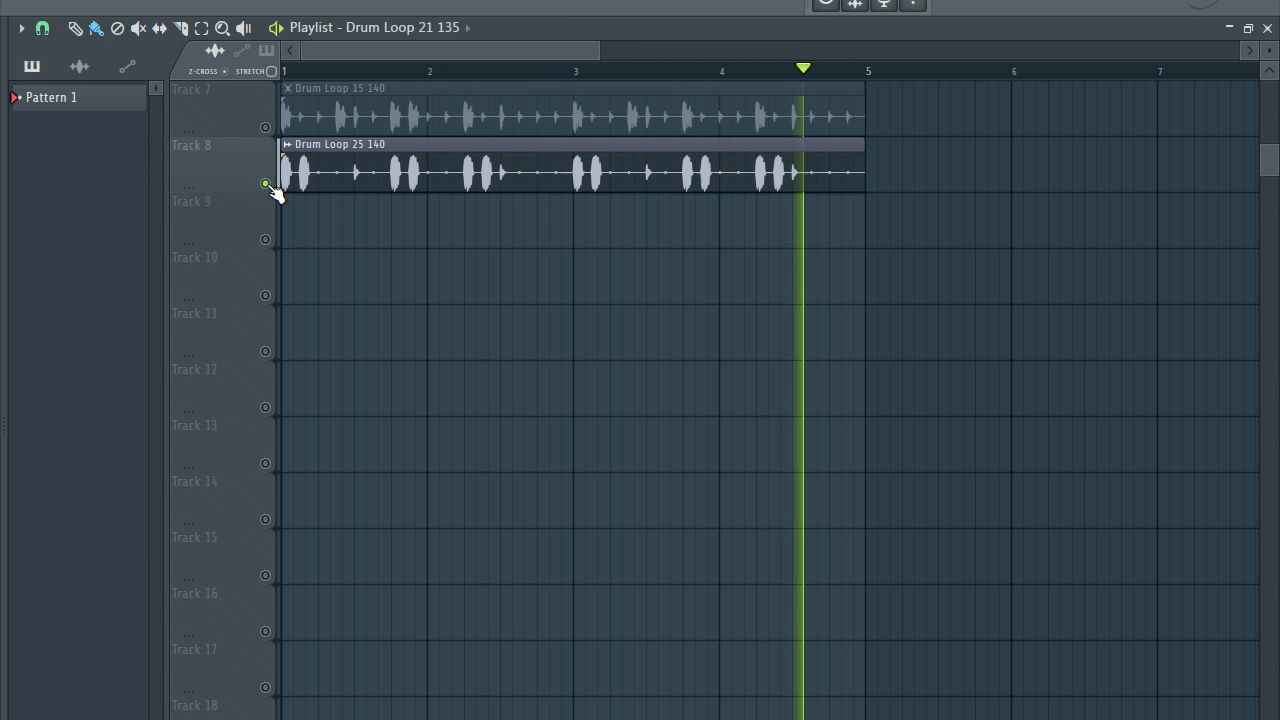 Playlist - Drum Loop 21 135
Z-CROSS STRETCH
1 2 3 4 5 6 7
Pattern 1
Track 7
Drum Loop 15 140
...
Track 8
Drum Loop 25 140
...
Track 9
...
Track 10
...
Track 11
...
Track 12
...
Track 13
...
Track 14
...
Track 15
...
Track 16
...
Track 17
...
Track 18